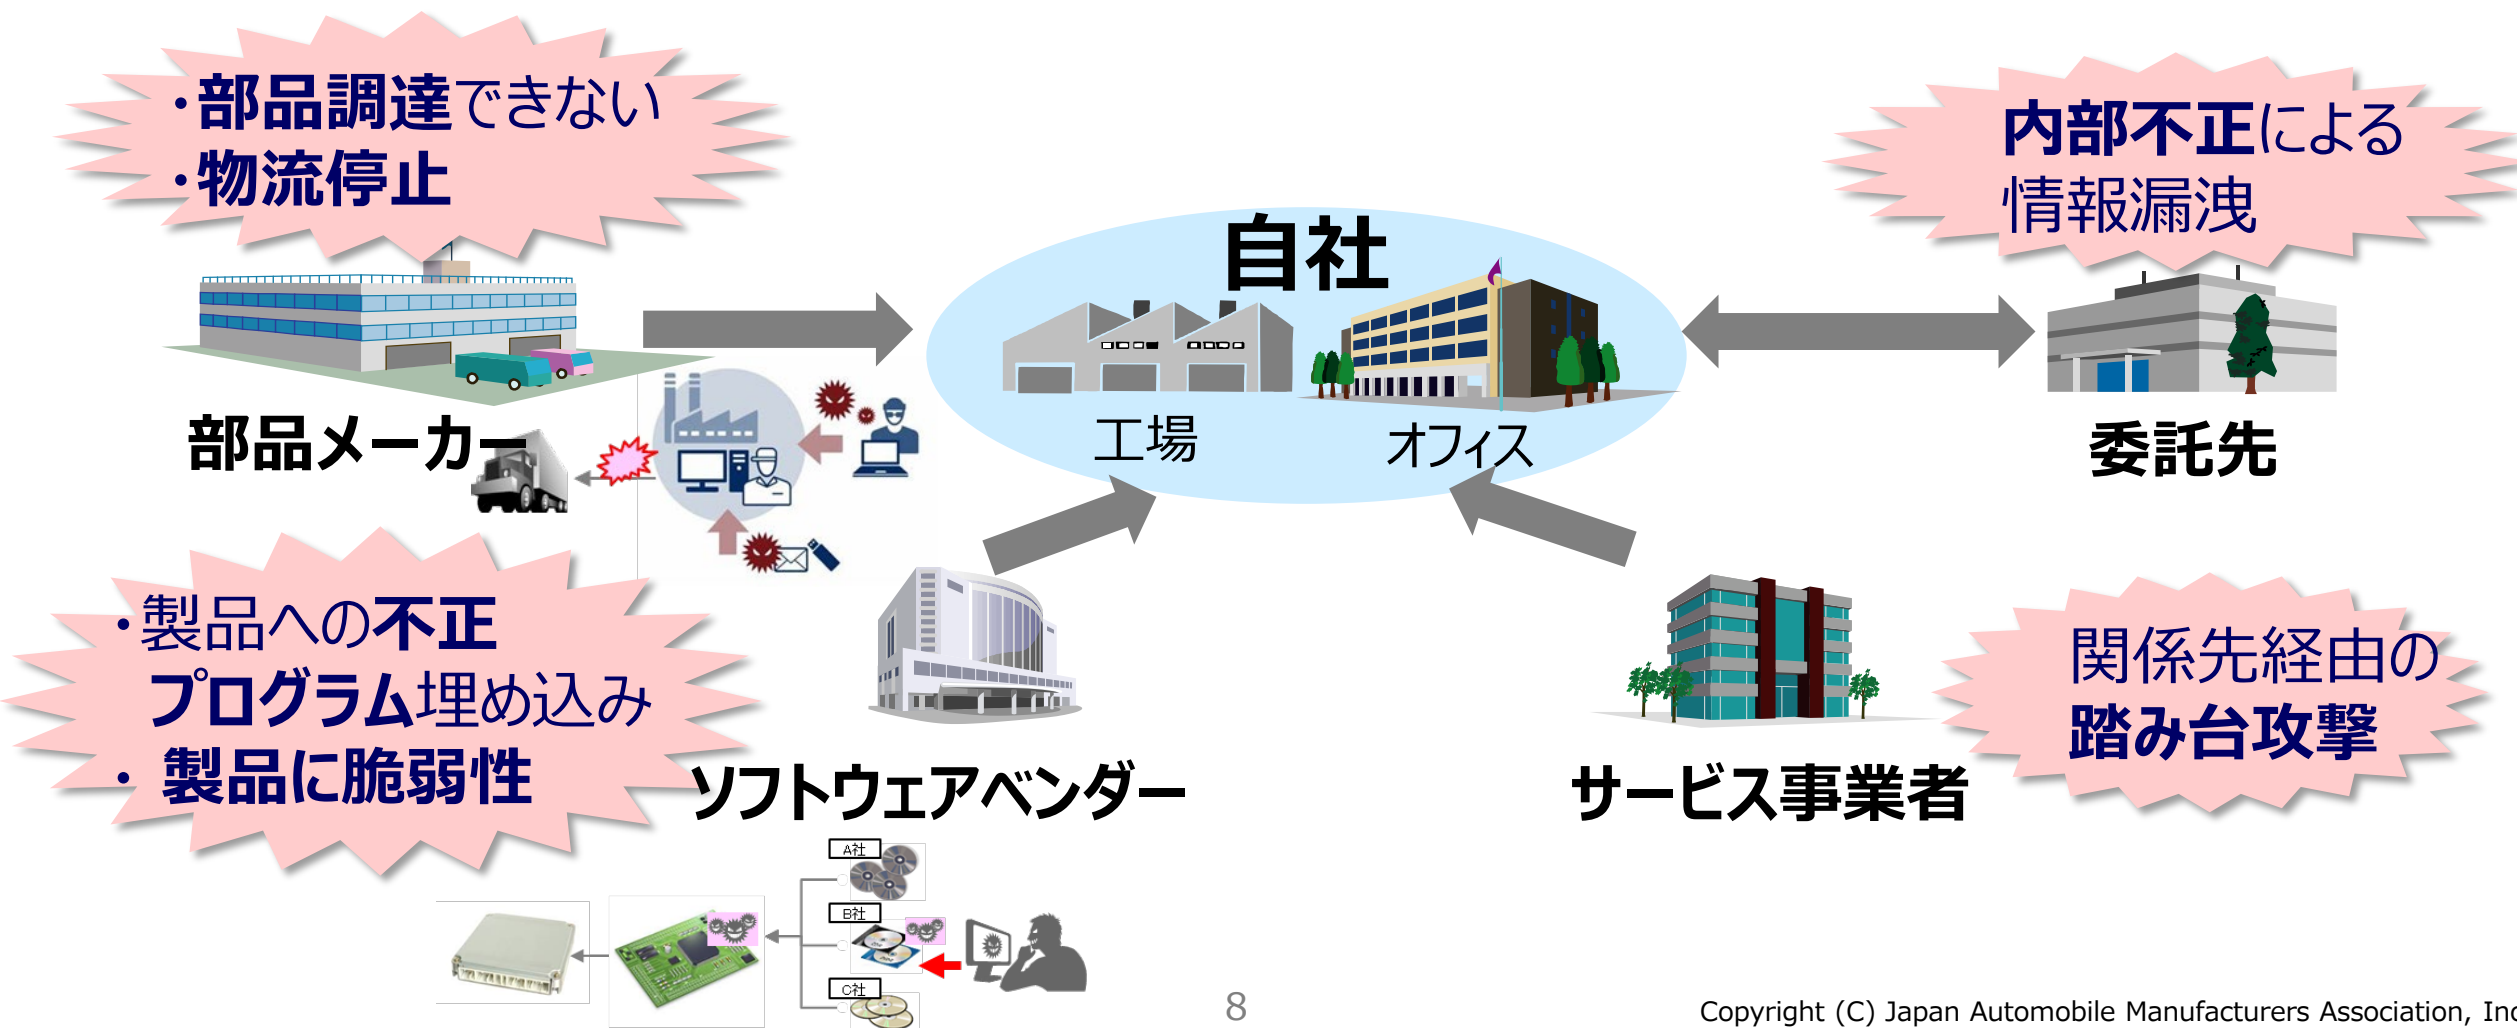 ・部品調達できない
・物流停止
内部不正による
情報漏洩
自社
工場
オフィス
部品メーカー
委託先
・製品への不正
プログラム埋め込み
・製品に脆弱性
関係先経由の
踏み台攻撃
ソフトウェアベンダー
サービス事業者
A社
B社
C社
8
Copyright (C) Japan Automobile Manufacturers Association, Inc